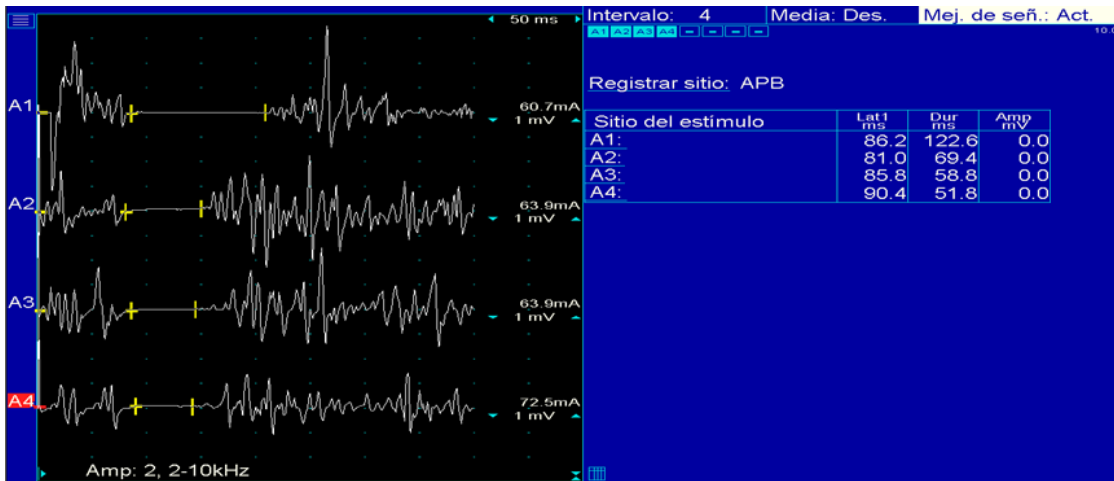 50 ms
A1
60.7mA
1 mV
A2
63.9mA
1 mV
A3
63.9mA
1 mV
A4
72.5mA
1 mV
Amp: 2, 2-10kHz
Intervalo: 4 Media: Des. Mej. de señ.: Act.
A1 A2 A3 A4 - - - -
10.0
Registrar sitio: APB
Sitio del estímulo Lat1 ms Dur ms Amp mV
A1: 86.2 122.6 0.0
A2: 81.0 69.4 0.0
A3: 85.8 58.8 0.0
A4: 90.4 51.8 0.0